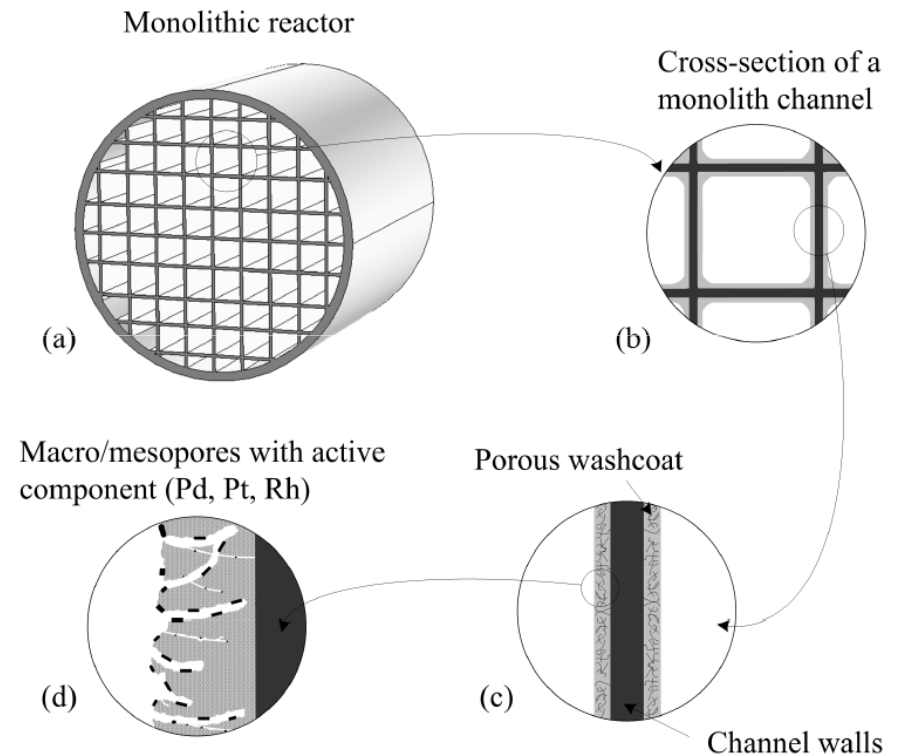 Monolithic reactor
Cross-section of a
monolith channel
(a)
(b)
Macro/mesopores with active
component (Pd, Pt, Rh)
Porous washcoat
(d)
(c)
Channel walls